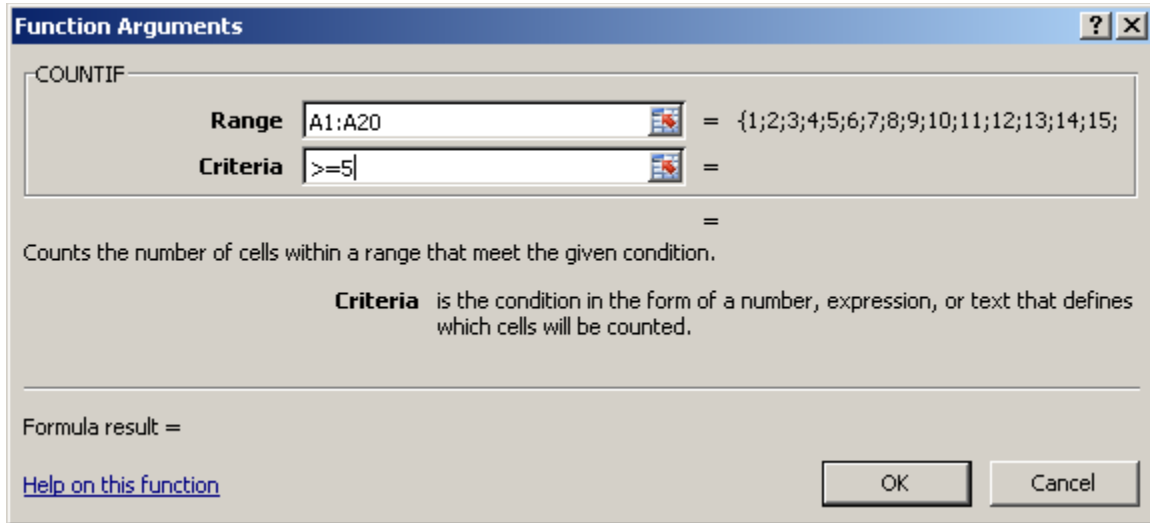 Function Arguments
COUNTIF
Range A1:A20 = {1;2;3;4;5;6;7;8;9;10;11;12;13;14;15;
Criteria >=5 =
=
Counts the number of cells within a range that meet the given condition.
Criteria is the condition in the form of a number, expression, or text that defines
which cells will be counted.
Formula result =
Help on this function OK Cancel